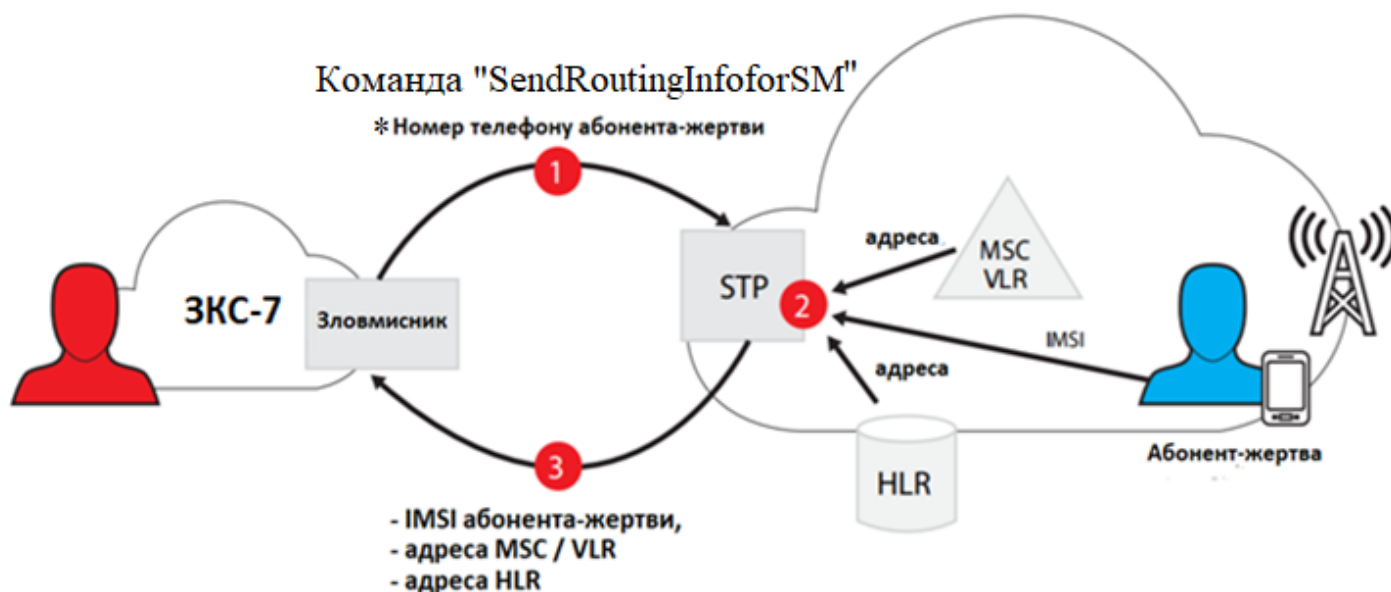 Команда "SendRoutingInfoforSM"
*Номер телефону абонента-жертви
1
ЗКС-7
Зловмисник
STP
2
адреса
MSC
VLR
IMSI
адреса
HLR
Абонент-жертва
3
- IMSI абонента-жертви,
- адреса MSC / VLR
- адреса HLR